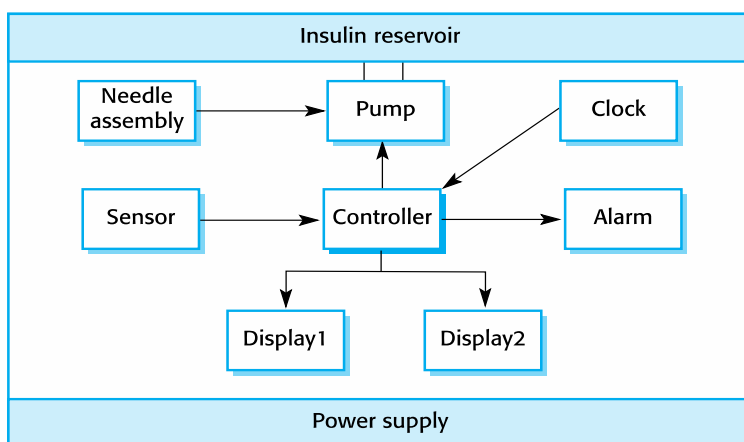 Insulin reservoir
Needle
assembly
Pump
Clock
Sensor
Controller
Alarm
Display1
Display2
Power supply